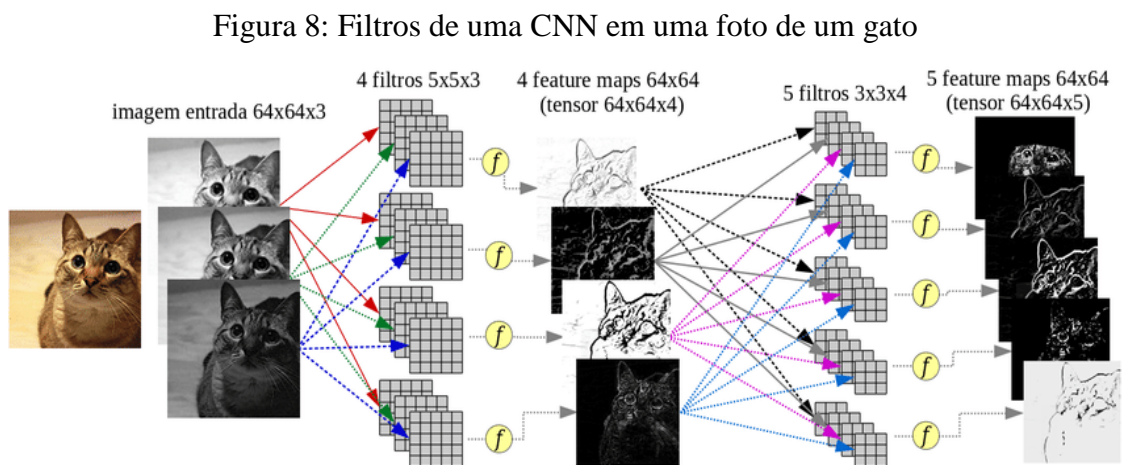 Figura 8: Filtros de uma CNN em uma foto de um gato
imagem entrada 64x64x3
4 filtros 5x5x3
4 feature maps 64x64
(tensor 64x64x4)
5 filtros 3x3x4
5 feature maps 64x64
(tensor 64x64x5)
f
f
f
f
f
f
f
f
f